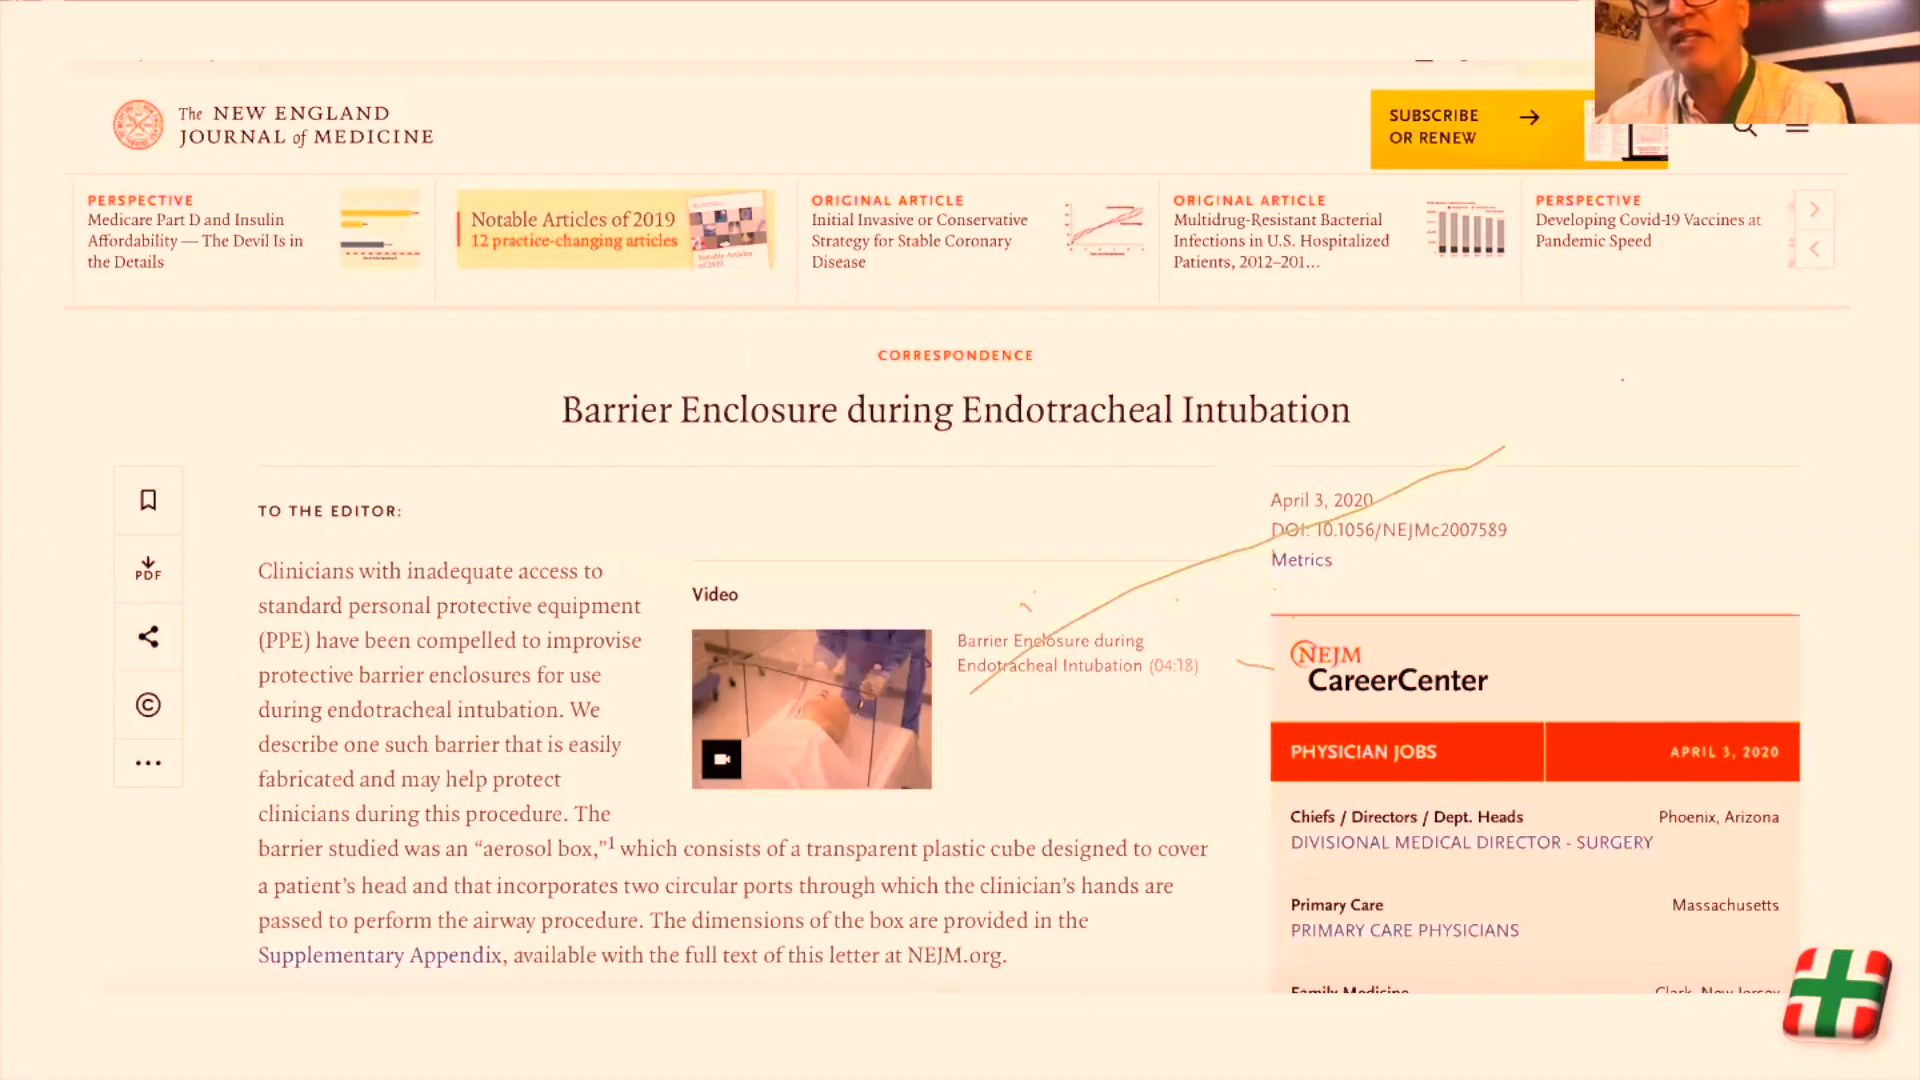 The NEW ENGLAND
JOURNAL of MEDICINE
SUBSCRIBE
OR RENEW
PERSPECTIVE
Medicare Part D and Insulin
Affordability — The Devil Is in
the Details
Notable Articles of 2019
12 practice-changing articles
Notable Articles
of 2019
ORIGINAL ARTICLE
Initial Invasive or Conservative
Strategy for Stable Coronary
Disease
ORIGINAL ARTICLE
Multidrug-Resistant Bacterial
Infections in U.S. Hospitalized
Patients, 2012–201...
PERSPECTIVE
Developing Covid-19 Vaccines at
Pandemic Speed
CORRESPONDENCE
Barrier Enclosure during Endotracheal Intubation
PDF
TO THE EDITOR:
Clinicians with inadequate access to
standard personal protective equipment
(PPE) have been compelled to improvise
protective barrier enclosures for use
during endotracheal intubation. We
describe one such barrier that is easily
fabricated and may help protect
clinicians during this procedure. The
barrier studied was an “aerosol box,”1 which consists of a transparent plastic cube designed to cover
a patient’s head and that incorporates two circular ports through which the clinician’s hands are
passed to perform the airway procedure. The dimensions of the box are provided in the
Supplementary Appendix, available with the full text of this letter at NEJM.org.
Video
Barrier Enclosure during
Endotracheal Intubation (04:18)
April 3, 2020
DOI: 10.1056/NEJMc2007589
Metrics
NEJM
CareerCenter
PHYSICIAN JOBS
APRIL 3, 2020
Chiefs / Directors / Dept. Heads
Phoenix, Arizona
DIVISIONAL MEDICAL DIRECTOR - SURGERY
Primary Care
Massachusetts
PRIMARY CARE PHYSICIANS
Family Medicine
Clark, New Jersey